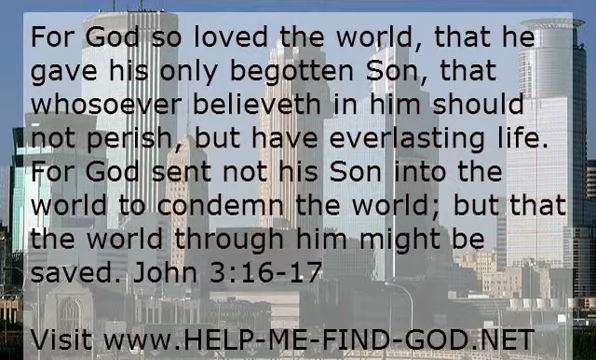 For God so loved the world, that he
gave his only begotten Son, that
whosoever believeth in him should
not perish, but have everlasting life.
For God sent not his Son into the
world to condemn the world; but that
the world through him might be
saved. John 3:16-17
Visit www.HELP-ME-FIND-GOD.NET